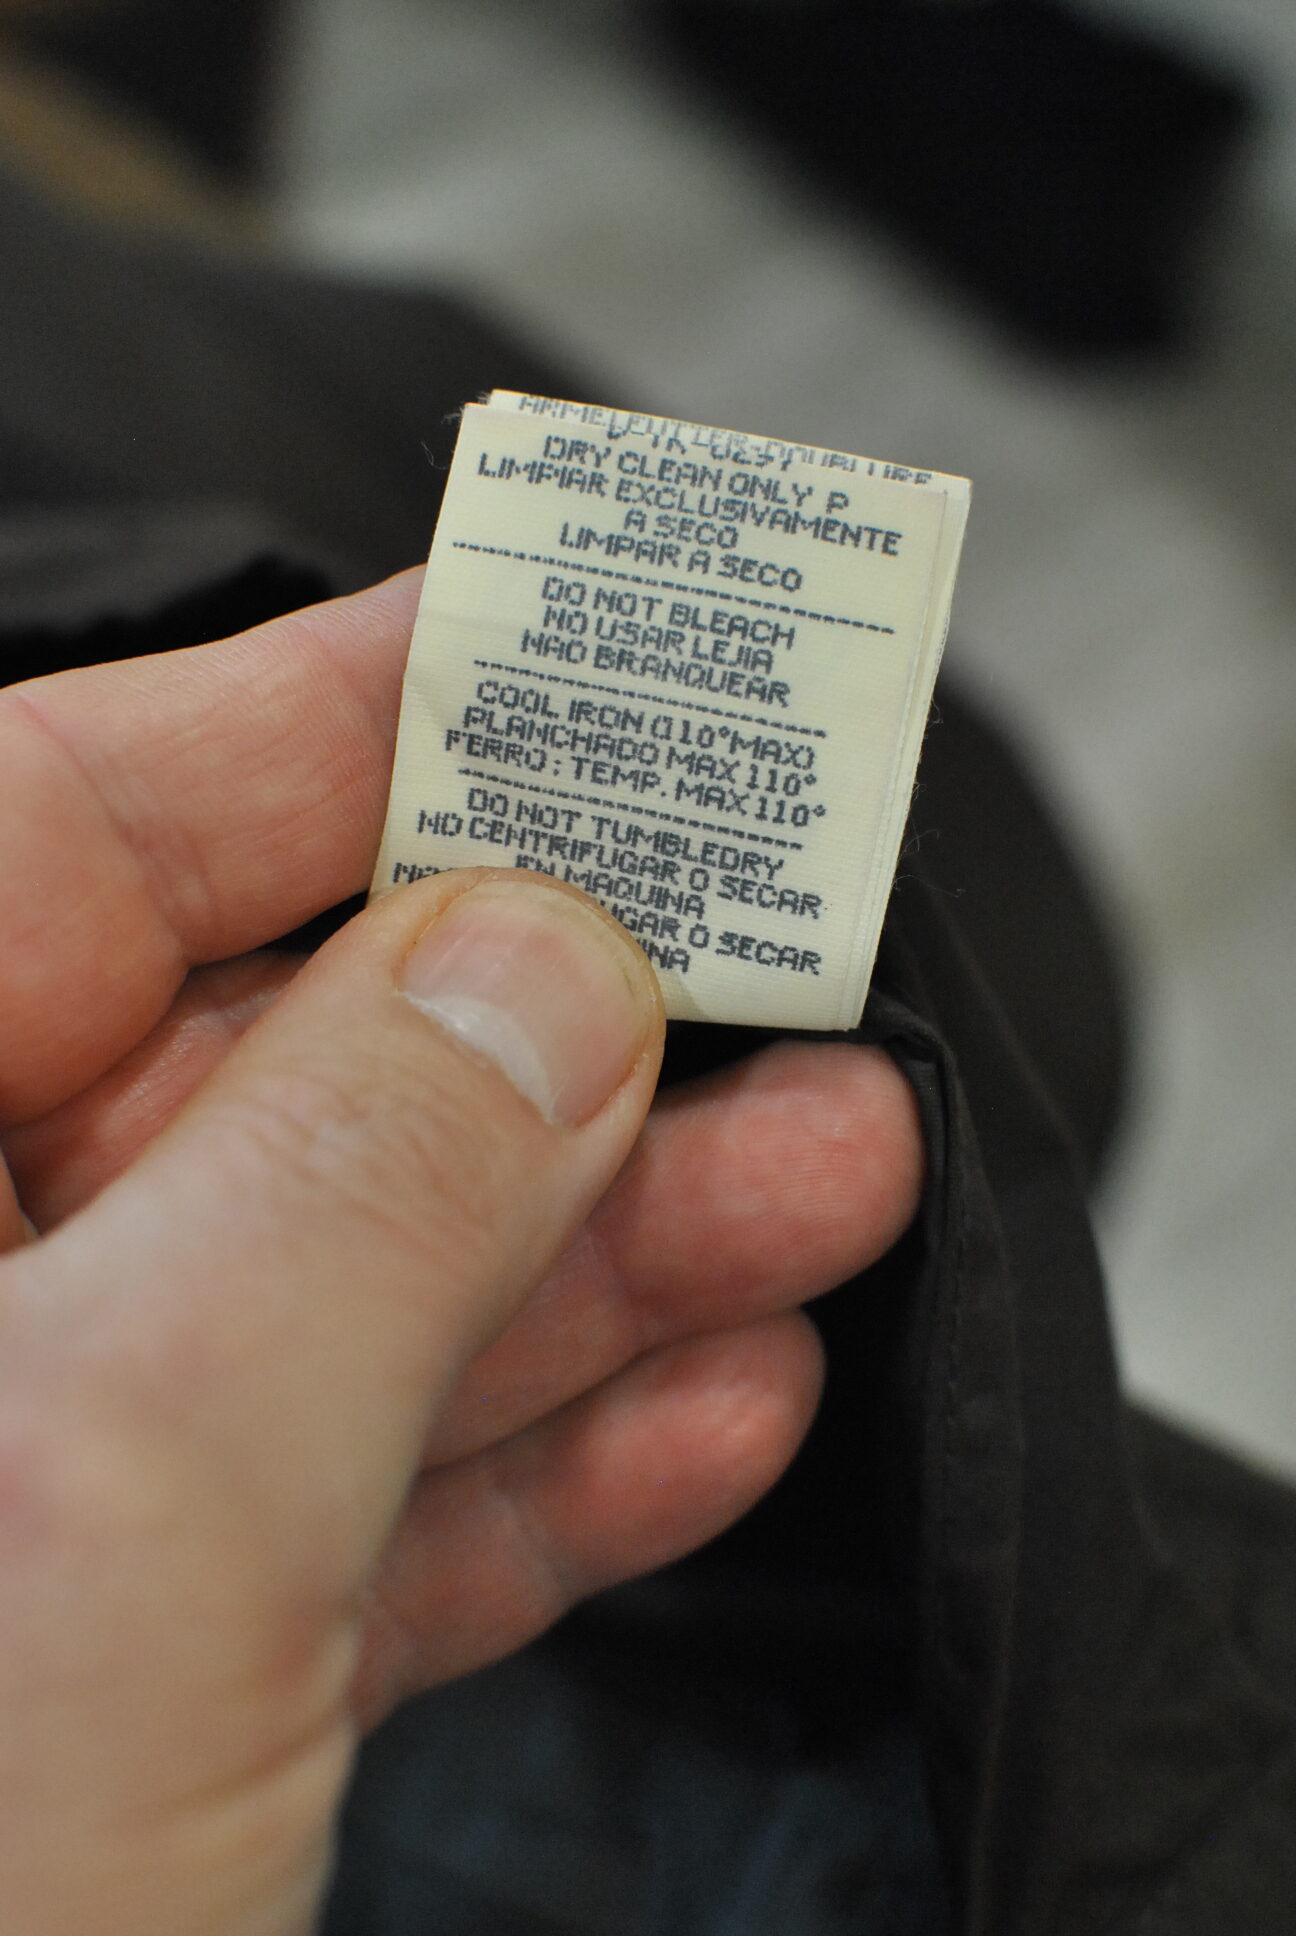 DRY CLEAN ONLY P
LIMPIAR EXCLUSIVAMENTE
A SECO
LIMPAR A SECO
DO NOT BLEACH
NO USAR LEJIA
NAO BRANQUEAR
COOL IRON (110°MAX)
PLANCHADO MAX 110°
FERRO : TEMP. MAX 110°
DO NOT TUMBLEDRY
NO CENTRIFUGAR O SECAR
EN MAQUINA
UGAR O SECAR
INA